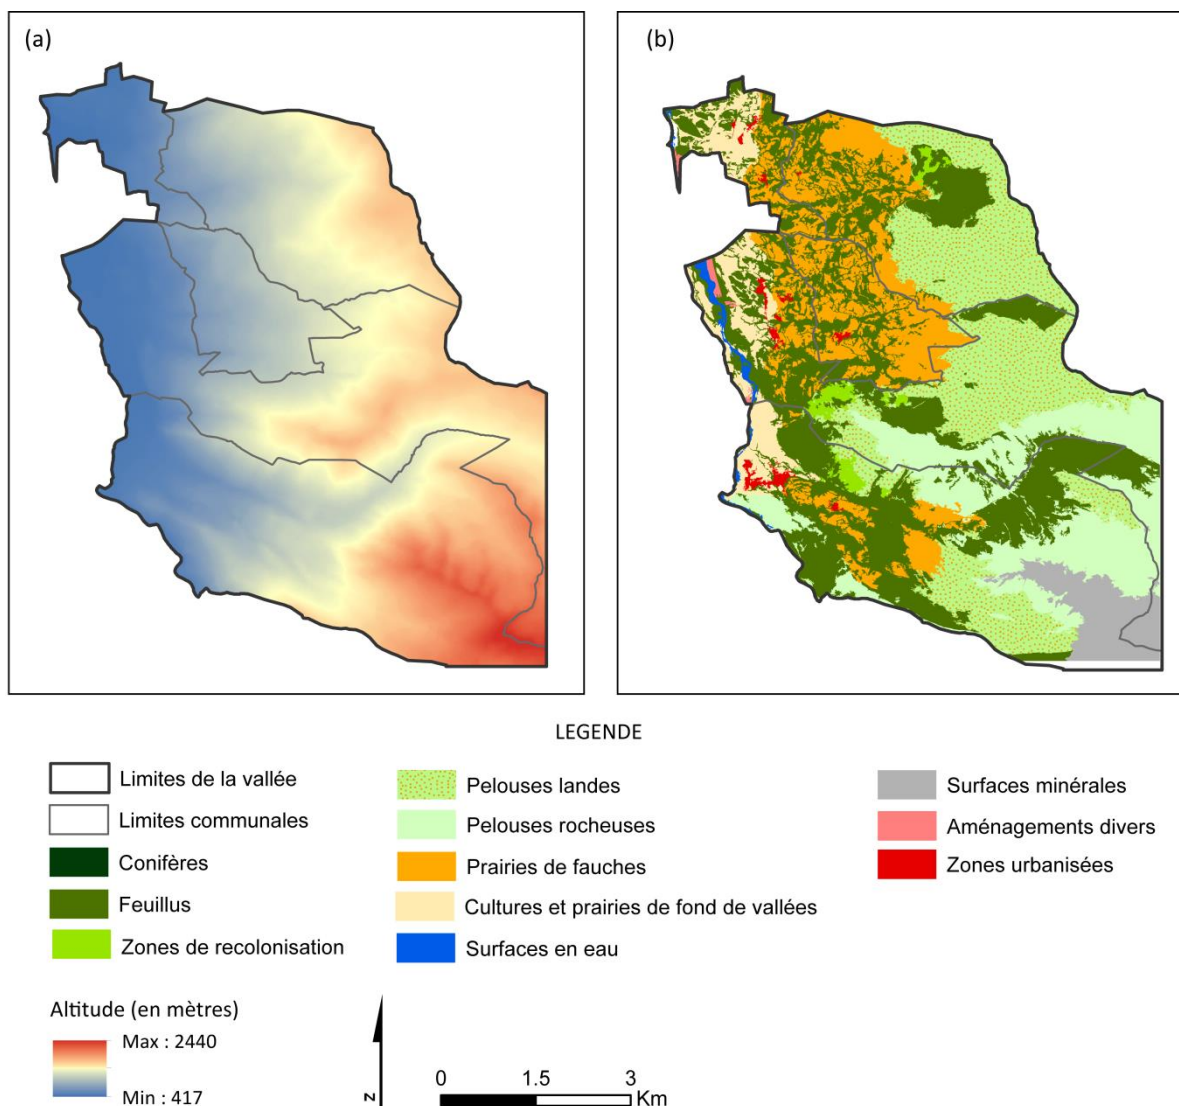 (a)
(b)
LEGENDE
Limites de la vallée
Limites communales
Conifères
Feuillus
Zones de recolonisation
Pelouses landes
Pelouses rocheuses
Prairies de fauches
Cultures et prairies de fond de vallées
Surfaces en eau
Surfaces minérales
Aménagements divers
Zones urbanisées
Altitude (en mètres)
Max : 2440
Min : 417
N
0 1.5 3
Km